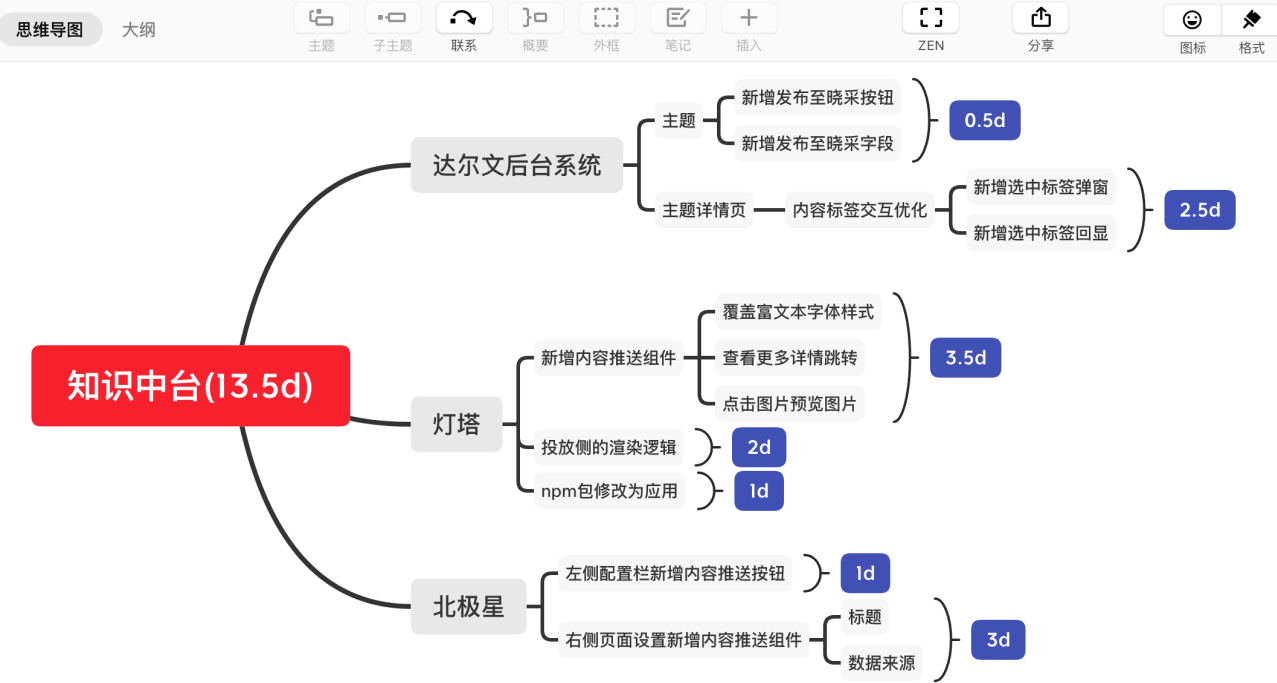 思维导图
大纲
主题
子主题
联系
概要
外框
笔记
插入
ZEN
分享
图标
格式
知识中台(13.5d)
达尔文后台系统
主题
新增发布至晓采按钮
新增发布至晓采字段
0.5d
主题详情页
内容标签交互优化
新增选中标签弹窗
新增选中标签回显
2.5d
灯塔
新增内容推送组件
覆盖富文本字体样式
查看更多详情跳转
点击图片预览图片
3.5d
投放侧的渲染逻辑
2d
npm包修改为应用
1d
北极星
左侧配置栏新增内容推送按钮
1d
右侧页面设置新增内容推送组件
标题
数据来源
3d